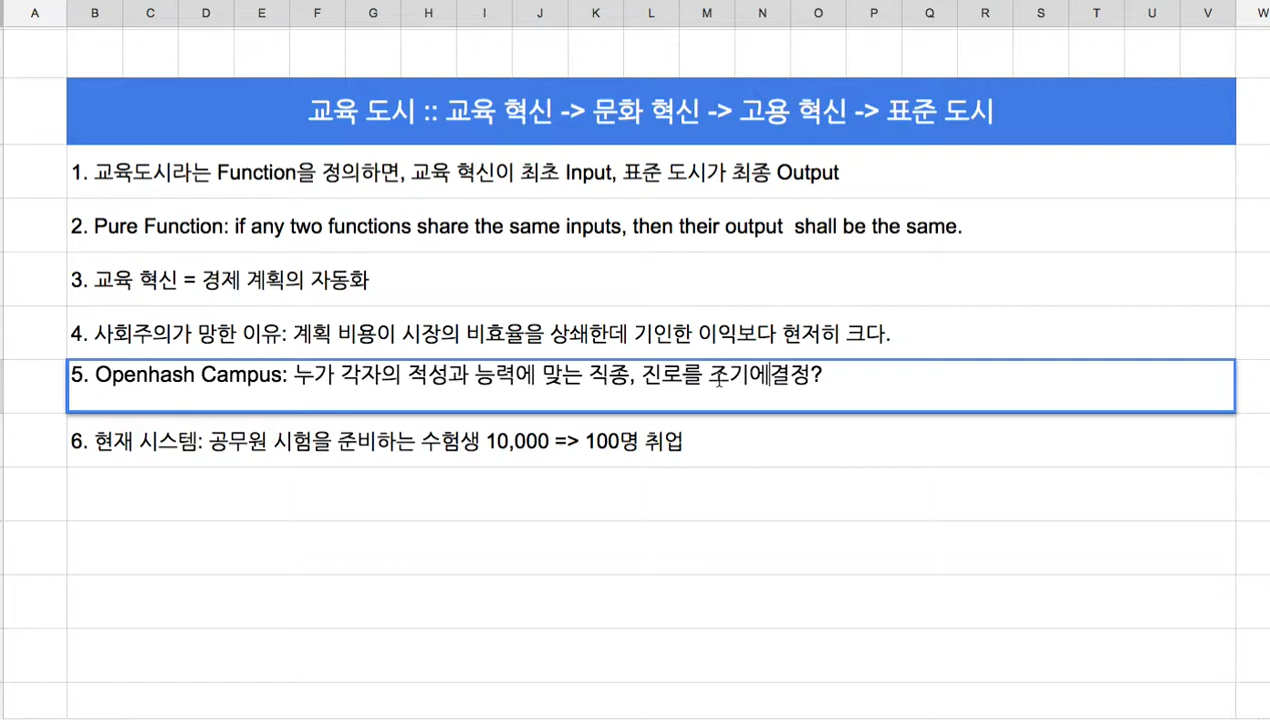 A B C D E F G H I J K L M N O P Q R S T U V W
교육 도시 :: 교육 혁신 -> 문화 혁신 -> 고용 혁신 -> 표준 도시
1. 교육도시라는 Function을 정의하면, 교육 혁신이 최초 Input, 표준 도시가 최종 Output
2. Pure Function: if any two functions share the same inputs, then their output  shall be the same.
3. 교육 혁신 = 경제 계획의 자동화
4. 사회주의가 망한 이유: 계획 비용이 시장의 비효율을 상쇄한데 기인한 이익보다 현저히 크다.
5. Openhash Campus: 누가 각자의 적성과 능력에 맞는 직종, 진로를 조기에결정?
6. 현재 시스템: 공무원 시험을 준비하는 수험생 10,000 => 100명 취업